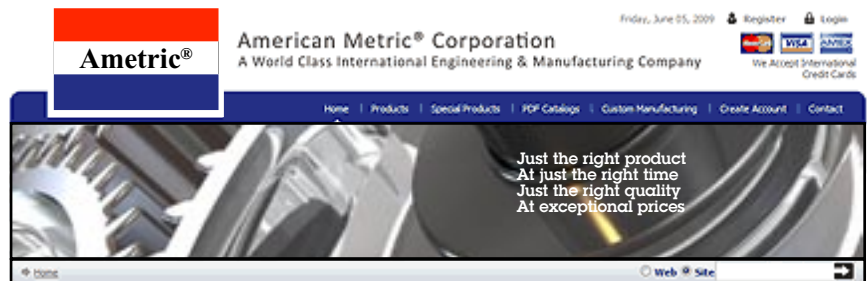 Friday, June 05, 2009 Register Login
Ametric®
American Metric® Corporation
A World Class International Engineering & Manufacturing Company
MasterCard VISA AMEX
We Accept International
Credit Cards
Home | Products | Special Products | PDF Catalogs | Custom Manufacturing | Create Account | Contact
Just the right product
At just the right time
Just the right quality
At exceptional prices
Home
Web Site